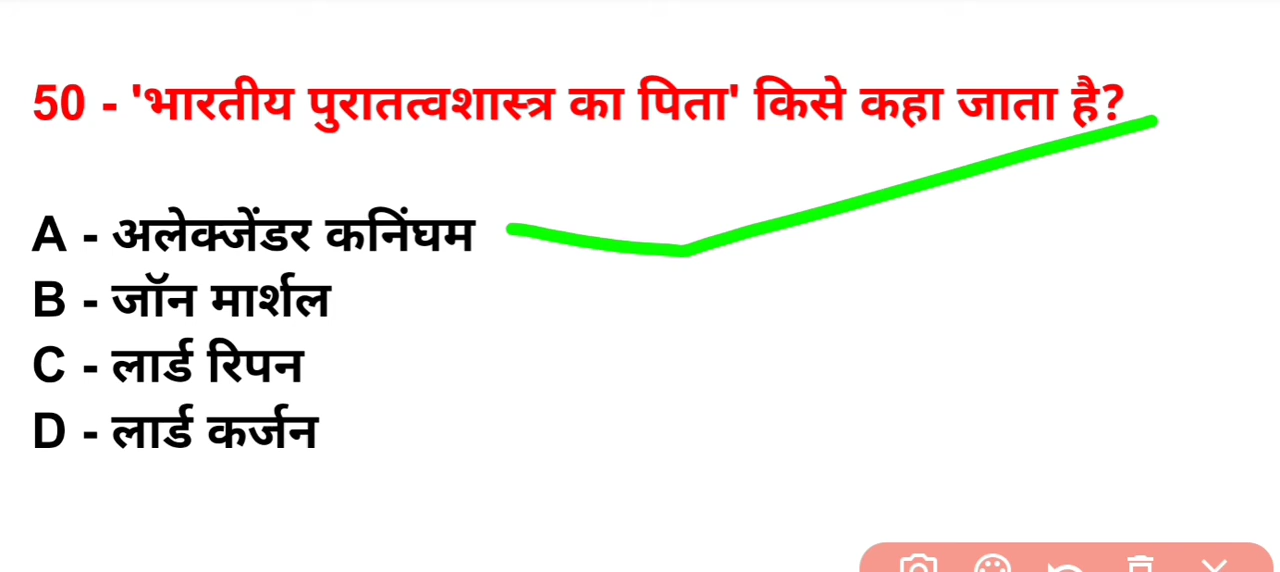 50 - 'भारतीय पुरातत्वशास्त्र का पिता' किसे कहा जाता है?
A - अलेक्जेंडर कनिंघम
B - जॉन मार्शल
C - लार्ड रिपन
D - लार्ड कर्जन